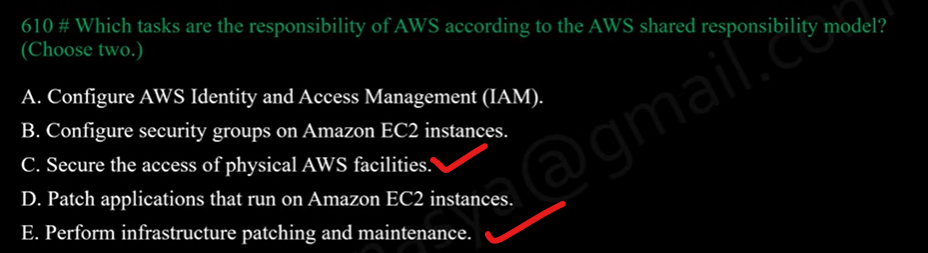 610 # Which tasks are the responsibility of AWS according to the AWS shared responsibility model?
(Choose two.)
A. Configure AWS Identity and Access Management (IAM).
B. Configure security groups on Amazon EC2 instances.
C. Secure the access of physical AWS facilities.
D. Patch applications that run on Amazon EC2 instances.
E. Perform infrastructure patching and maintenance.